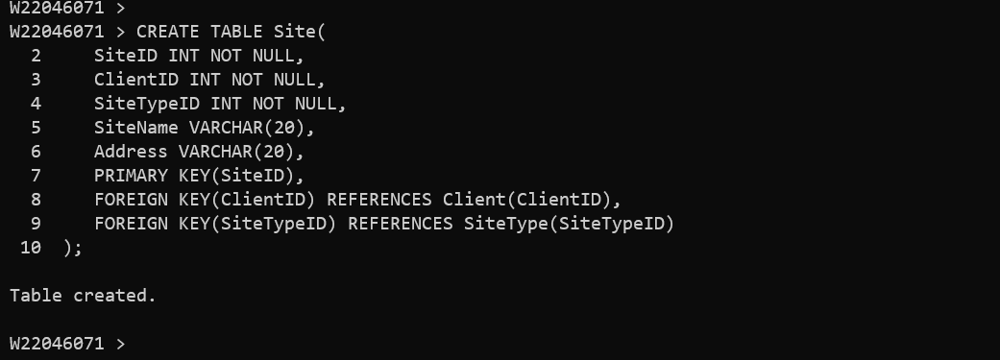 W22046071 >
W22046071 > CREATE TABLE Site(
  2     SiteID INT NOT NULL,
  3     ClientID INT NOT NULL,
  4     SiteTypeID INT NOT NULL,
  5     SiteName VARCHAR(20),
  6     Address VARCHAR(20),
  7     PRIMARY KEY(SiteID),
  8     FOREIGN KEY(ClientID) REFERENCES Client(ClientID),
  9     FOREIGN KEY(SiteTypeID) REFERENCES SiteType(SiteTypeID)
 10  );
Table created.
W22046071 >